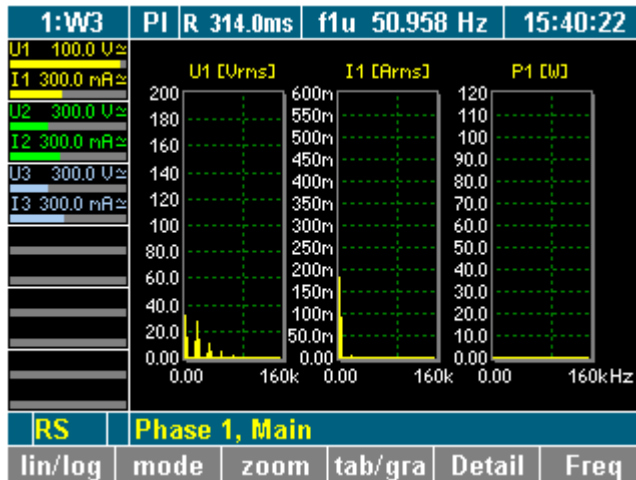 1:W3 PI R 314.0ms f1u 50.958 Hz 15:40:22
U1 100.0 V≃
I1 300.0 mA≃
U2 300.0 V≃
I2 300.0 mA≃
U3 300.0 V≃
I3 300.0 mA≃
U1 [Vrms] I1 [Arms] P1 [W]
200 600m 120
180 550m 110
160 500m 100
450m 90.0
140 400m 80.0
120 350m 70.0
100 300m 60.0
80.0 250m 50.0
60.0 200m 40.0
150m 30.0
40.0 100m 20.0
20.0 50.0m 10.0
0.00 0.00 0.00
0.00 160k 0.00 160k 0.00 160kHz
RS Phase 1, Main
lin/log mode zoom tab/gra Detail Freq